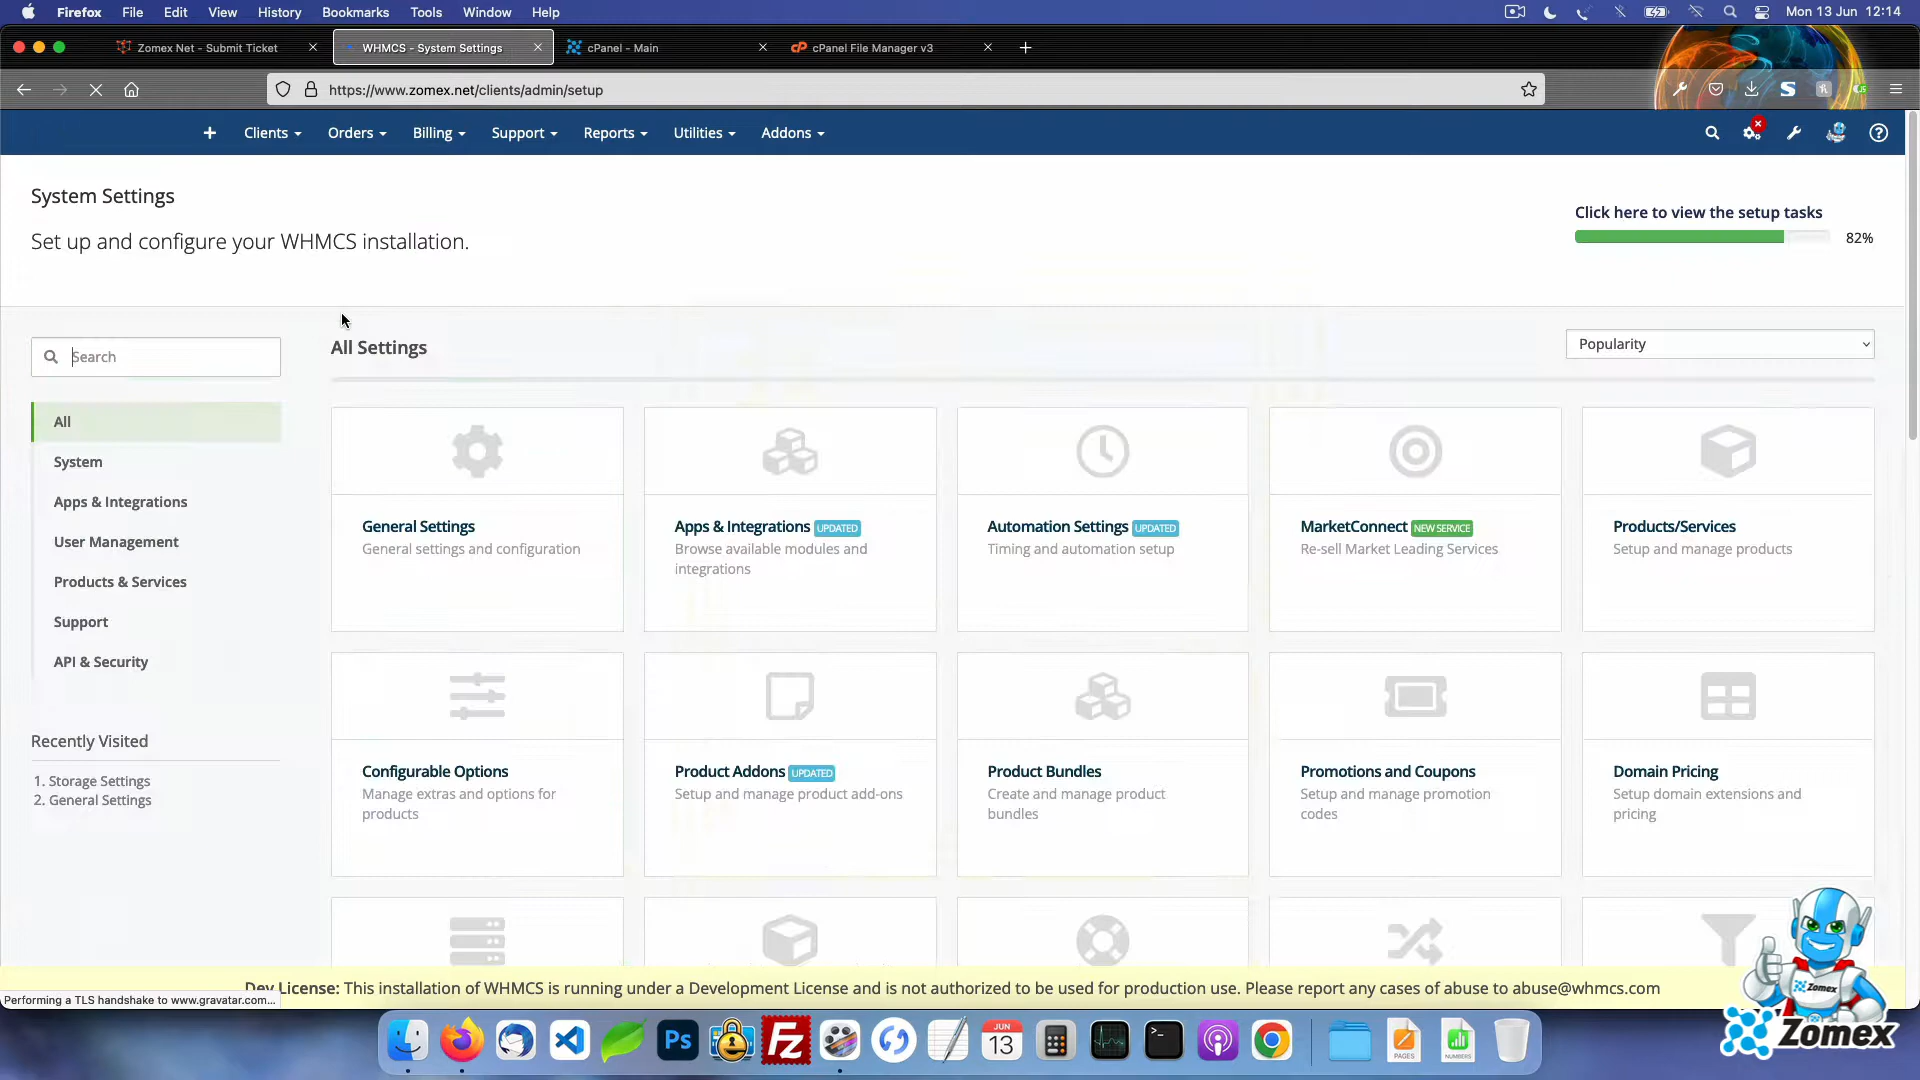 Firefox File Edit View History Bookmarks Tools Window Help Mon 13 Jun 12:14
Zomex Net - Submit Ticket WHMCS - System Settings cPanel - Main cPanel File Manager v3
https://www.zomex.net/clients/admin/setup
Clients Orders Billing Support Reports Utilities Addons
System Settings
Set up and configure your WHMCS installation.
Click here to view the setup tasks
82%
Search
All
System
Apps & Integrations
User Management
Products & Services
Support
API & Security
Recently Visited
1. Storage Settings
2. General Settings
All Settings
Popularity
General Settings
General settings and configuration
Apps & Integrations UPDATED
Browse available modules and
integrations
Automation Settings UPDATED
Timing and automation setup
MarketConnect NEW SERVICE
Re-sell Market Leading Services
Products/Services
Setup and manage products
Configurable Options
Manage extras and options for
products
Product Addons UPDATED
Setup and manage product add-ons
Product Bundles
Create and manage product
bundles
Promotions and Coupons
Setup and manage promotion
codes
Domain Pricing
Setup domain extensions and
pricing
Dev License: This installation of WHMCS is running under a Development License and is not authorized to be used for production use. Please report any cases of abuse to abuse@whmcs.com
Performing a TLS handshake to www.gravatar.com...
Zomex
Zomex
Ps
Fz
JUN
13
PAGES
NUMBERS